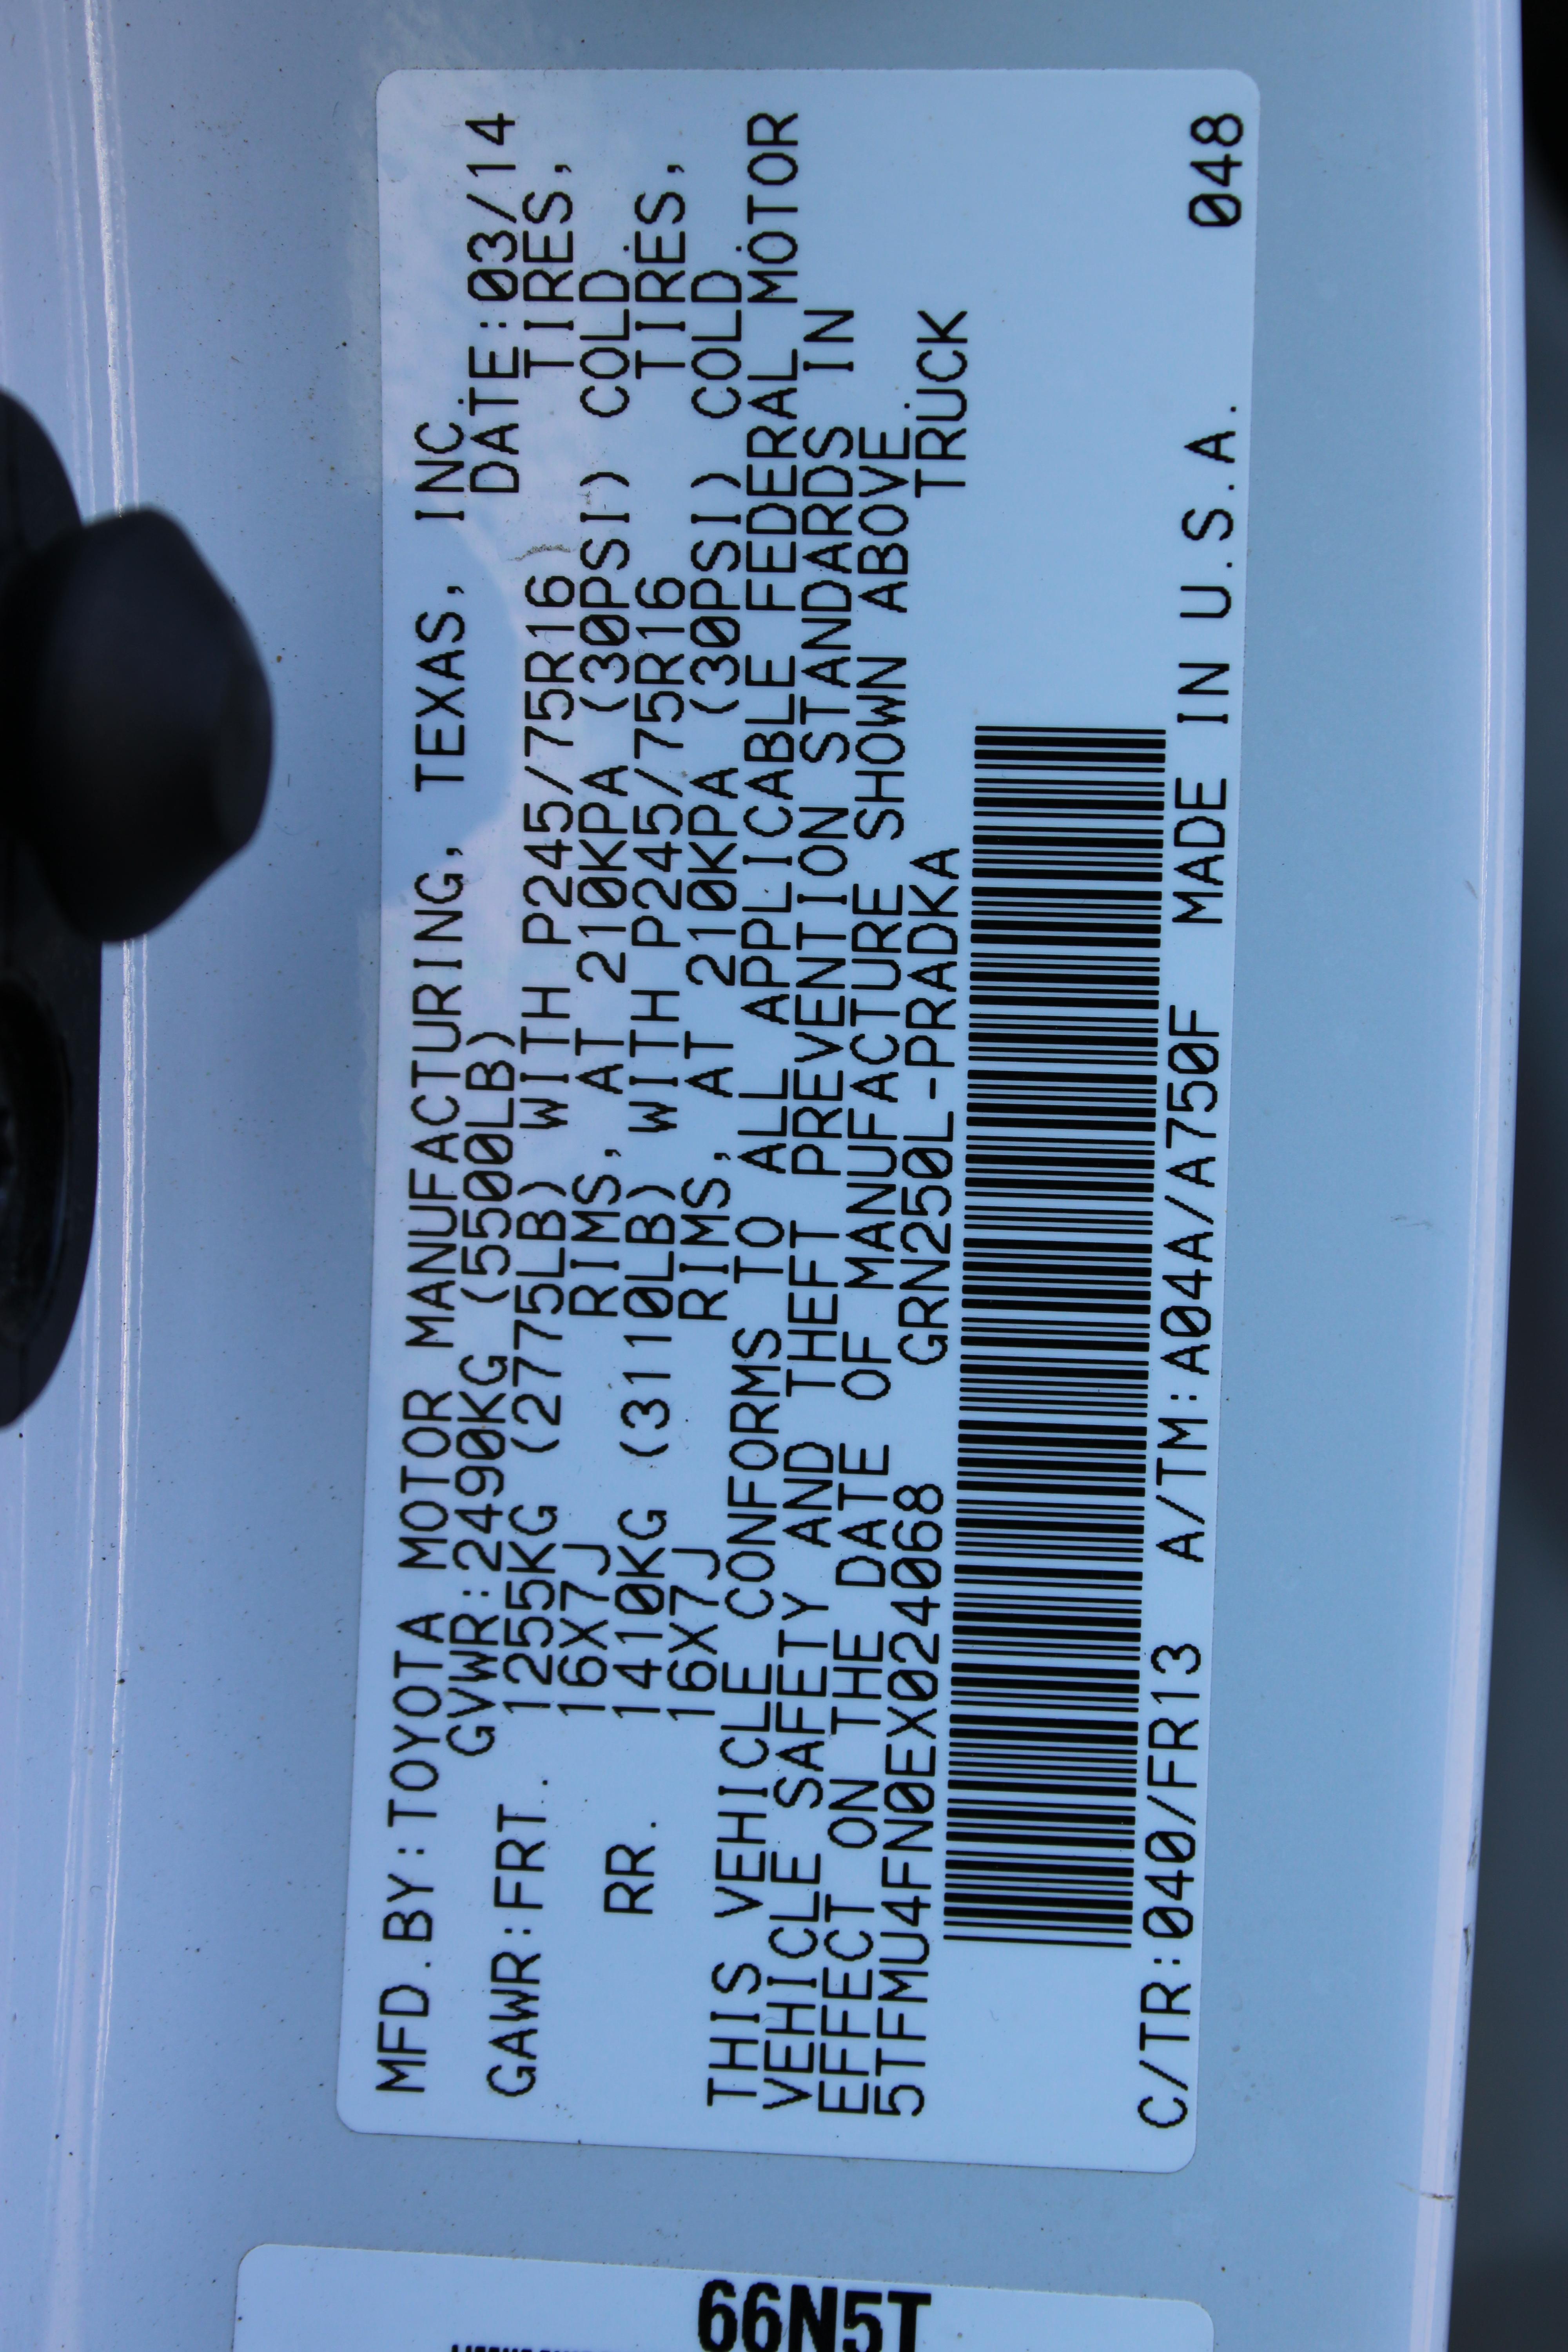 MFD.BY:TOYOTA MOTOR MANUFACTURING, TEXAS, INC.
GVWR:2490KG (5500LB) DATE:03/14
GAWR:FRT. 1255KG (2775LB) WITH P245/75R16 TIRES,
16X7J RIMS, AT 210KPA (30PSI) COLD
RR. 1410KG (3110LB) WITH P245/75R16 TIRES,
16X7J RIMS, AT 210KPA (30PSI) COLD
THIS VEHICLE CONFORMS TO ALL APPLICABLE FEDERAL MOTOR
VEHICLE SAFETY AND THEFT PREVENTION STANDARDS IN
EFFECT ON THE DATE OF MANUFACTURE SHOWN ABOVE.
5TFMU4FN0EX024068 GRN250L-PRADKA TRUCK
C/TR:040/FR13 A/TM:A04A/A750F MADE IN U.S.A. 048
66N5T